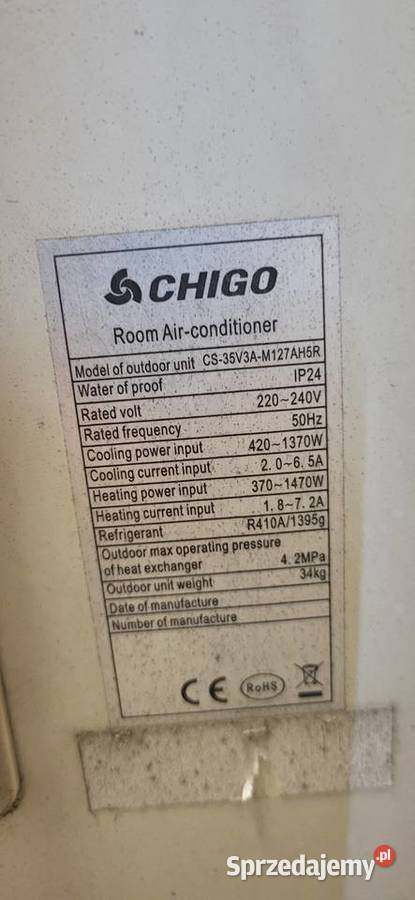 CHIGO
Room Air-conditioner
Model of outdoor unit CS-35V3A-M127AH5R
Water of proof IP24
Rated volt 220~240V
Rated frequency 50Hz
Cooling power input 420~1370W
Cooling current input 2.0~6.5A
Heating power input 370~1470W
Heating current input 1.8~7.2A
Refrigerant R410A/1395g
Outdoor max operating pressure
of heat exchanger 4.2MPa
Outdoor unit weight 34kg
Date of manufacture
Number of manufacture
CE RoHS
Sprzedajemy.pl